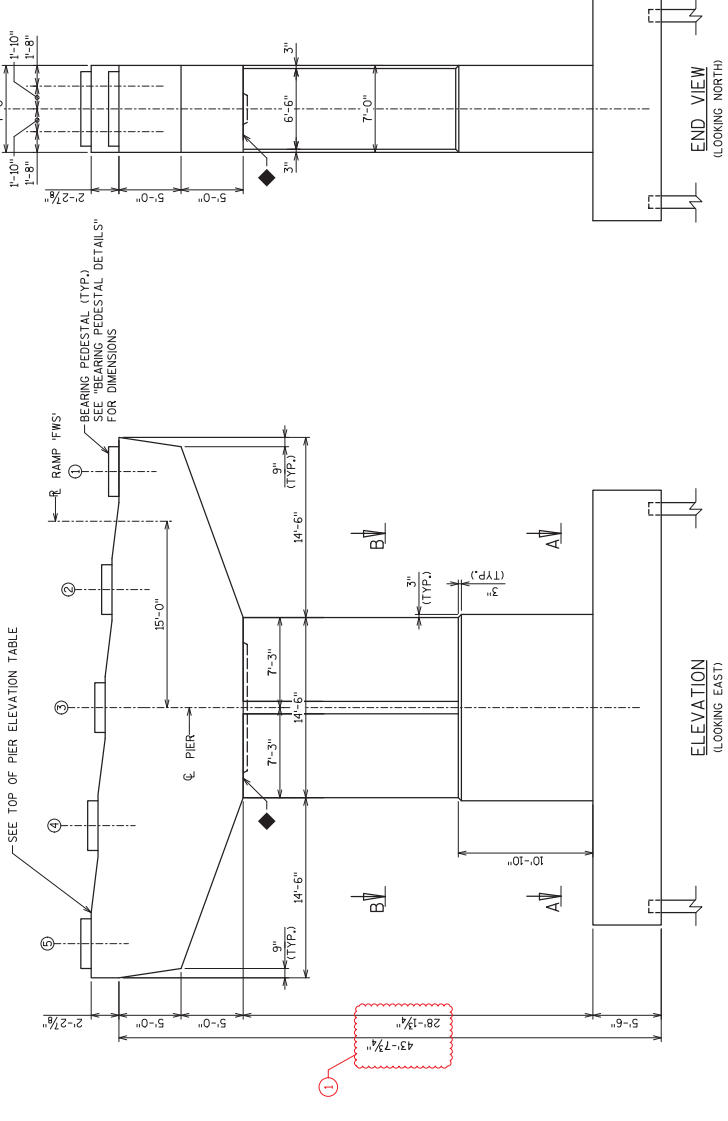 SEE TOP OF PIER ELEVATION TABLE
5
4
3
2
1
℞ RAMP 'FWS'
BEARING PEDESTAL (TYP.)
SEE "BEARING PEDESTAL DETAILS"
FOR DIMENSIONS
15'-0"
℄ PIER
9"
(TYP.)
9"
(TYP.)
14'-6"
14'-6"
14'-6"
7'-3"
7'-3"
3"
(TYP.)
3"
(TYP.)
B
B
A
A
10'-10"
2'-2⅞"
5'-0"
5'-0"
28'-1¾"
43'-7¾"
5'-6"
1
ELEVATION
(LOOKING EAST)
1'-10"
1'-10"
1'-8"
1'-8"
2'-2⅞"
5'-0"
5'-0"
3"
6'-6"
3"
7'-0"
END VIEW
(LOOKING NORTH)